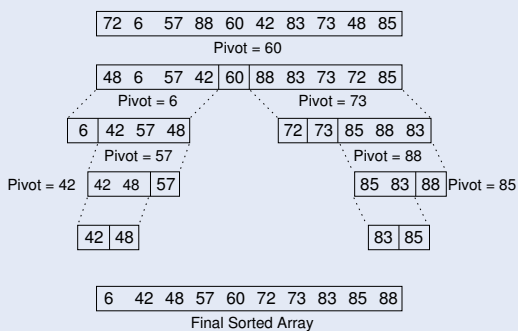 72 6 57 88 60 42 83 73 48 85
Pivot = 60
48 6 57 42 60 88 83 73 72 85
Pivot = 6 Pivot = 73
6 42 57 48 72 73 85 88 83
Pivot = 57 Pivot = 88
Pivot = 42 42 48 57 85 83 88 Pivot = 85
42 48 83 85
6 42 48 57 60 72 73 83 85 88
Final Sorted Array